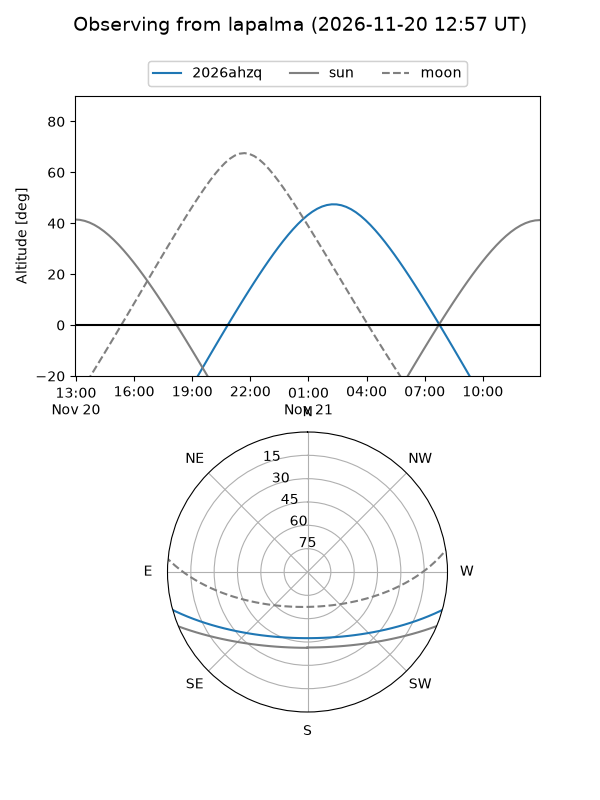 Observing from lapalma (2026-11-20 12:57 UT)
2026ahzq sun moon
Altitude [deg]
80
60
40
20
0
−20
13:00 16:00 19:00 22:00 01:00 04:00 07:00 10:00
Nov 20 Nov 21
N
NE NW
15
30
45
60
75
E W
SE SW
S